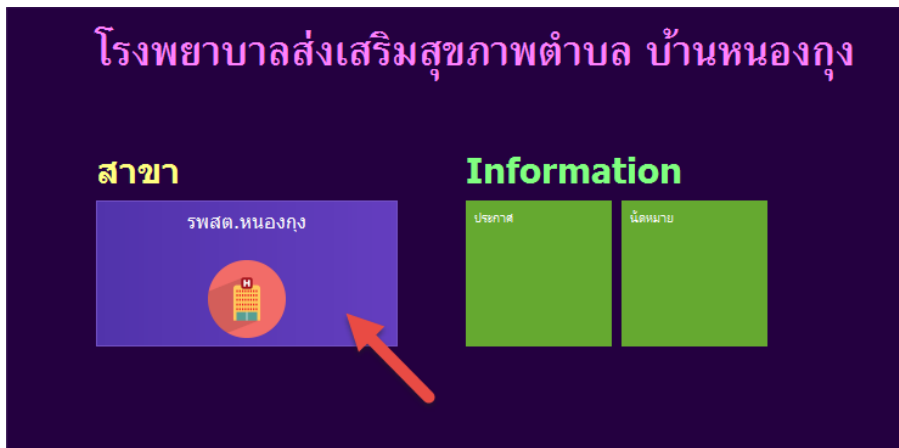 โรงพยาบาลส่งเสริมสุขภาพตำบล บ้านหนองกุง
สาขา
Information
รพสต.หนองกุง
ประกาศ
นัดหมาย
H